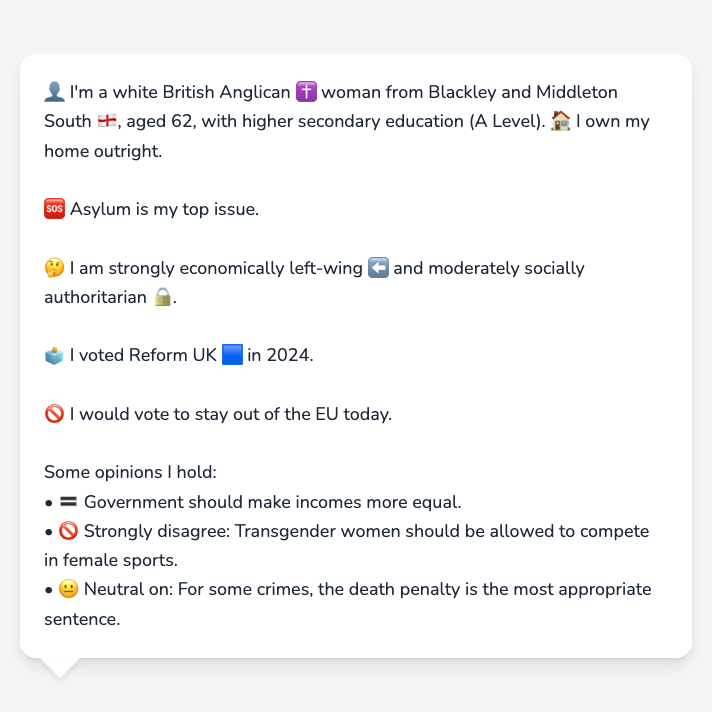 👤 I'm a white British Anglican ✝️ woman from Blackley and Middleton
South 🏴󠁧󠁢󠁥󠁮󠁧󠁿, aged 62, with higher secondary education (A Level). 🏠 I own my
home outright.
🆘 Asylum is my top issue.
🤔 I am strongly economically left-wing ⬅️ and moderately socially
authoritarian 🔒.
🗳️ I voted Reform UK 🟦 in 2024.
🚫 I would vote to stay out of the EU today.
Some opinions I hold:
• 🟰 Government should make incomes more equal.
• 🚫 Strongly disagree: Transgender women should be allowed to compete
in female sports.
• 😐 Neutral on: For some crimes, the death penalty is the most appropriate
sentence.